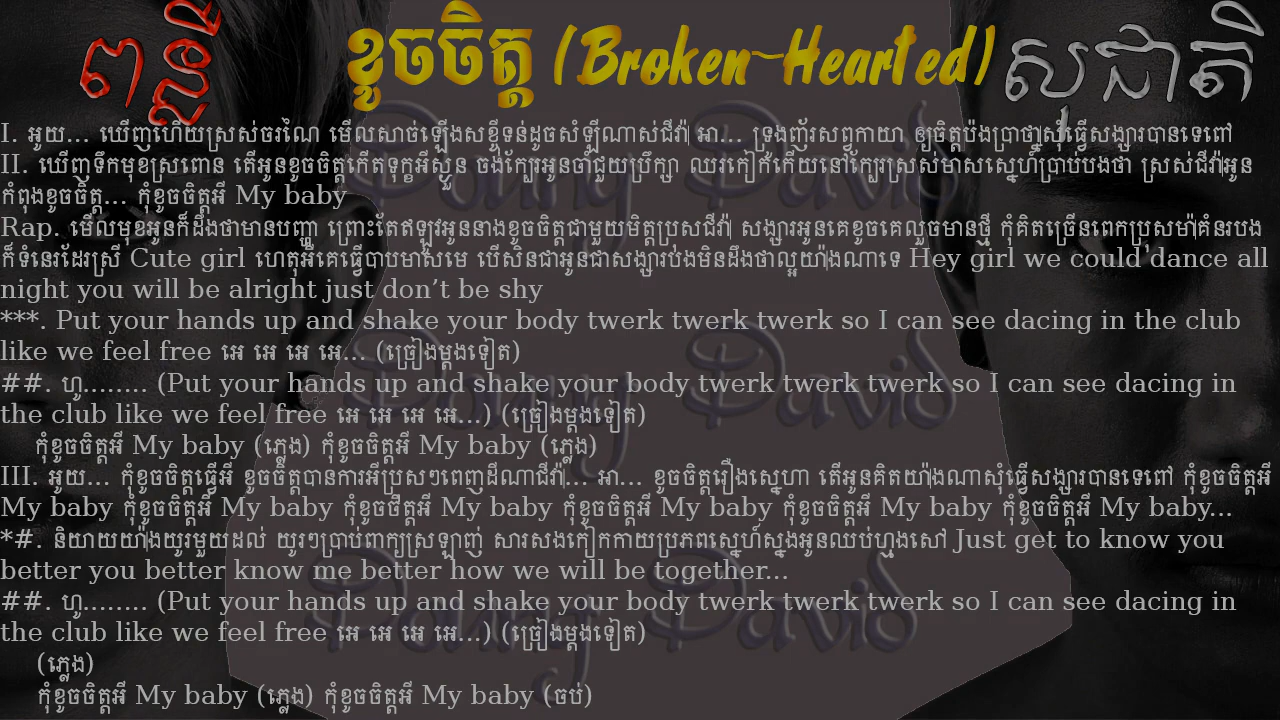 ពន្លឺ ខូចចិត្ត (Broken-Hearted) សុជាតិ
I. អូយ... ឃើញហើយស្រស់ចរណៃ មើលសាច់ឡើងសខ្ចីទន់ដូចសំឡីណាស់ជីវ៉ា អា... ទ្រូងញ័រសព្វកាយា ឲ្យចិត្តប៉ងប្រាថ្នាសុំធ្វើសង្សារបានទេពៅ
II. ឃើញទឹកមុខស្រពោន តើអូនខូចចិត្តកើតទុក្ខអីស្ងួន ចង់ក្បែរអូនចាំជួយប្រឹក្សា ឈរកៀកកើយនៅក្បែរស្រស់មាសស្នេហ៍ប្រាប់បងថា ស្រស់ជីវ៉ាអូន
កំពុងខូចចិត្ត... កុំខូចចិត្តអី My baby
Rap. មើលមុខអូនក៏ដឹងថាមានបញ្ហា ព្រោះតែឥឡូវអូននាងខូចចិត្តជាមួយមិត្តប្រុសជីវ៉ា សង្សារអូនគេខូចគេលួចមានថ្មី កុំគិតច្រើនពេកប្រុសម៉ាគំនរបង
ក៏ទំនេរដែរស្រី Cute girl ហេតុអីគេធ្វើបាបមាសមេ បើសិនជាអូនជាសង្សារប៉ងមិនដឹងថាល្អយ៉ាងណាទេ Hey girl we could dance all
night you will be alright just don’t be shy
***. Put your hands up and shake your body twerk twerk twerk so I can see dacing in the club
like we feel free អេ អេ អេ អេ... (ច្រៀងម្ដងទៀត)
##. ហូ........ (Put your hands up and shake your body twerk twerk twerk so I can see dacing in
the club like we feel free អេ អេ អេ អេ...) (ច្រៀងម្ដងទៀត)
កុំខូចចិត្តអី My baby (ភ្លេង) កុំខូចចិត្តអី My baby (ភ្លេង)
III. អូយ... កុំខូចចិត្តធ្វើអី ខូចចិត្តបានការអីប្រុសៗពេញដីណាជីវ៉ា... អា... ខូចចិត្តរឿងស្នេហា តើអូនគិតយ៉ាងណាសុំធ្វើសង្សារបានទេពៅ កុំខូចចិត្តអី
My baby កុំខូចចិត្តអី My baby កុំខូចចឹតអី My baby កុំខូចចិត្តអី My baby កុំខូចចិត្តអី My baby កុំខូចចិត្តអី My baby...
*#. និយាយយ៉ាងយូរមួយដល់ យូរៗប្រាប់ពាក្យស្រឡាញ់ សារសងកៀកកាយប្រភពស្នេហ៍ស្នងអូនឈប់ហ្មងសៅ Just get to know you
better you better know me better how we will be together...
##. ហូ........ (Put your hands up and shake your body twerk twerk twerk so I can see dacing in
the club like we feel free អេ អេ អេ អេ...) (ច្រៀងម្ដងទៀត)
(ភ្លេង)
កុំខូចចិត្តអី My baby (ភ្លេង) កុំខូចចិត្តអី My baby (ចប់)
Pany David
Pany David
Pany David